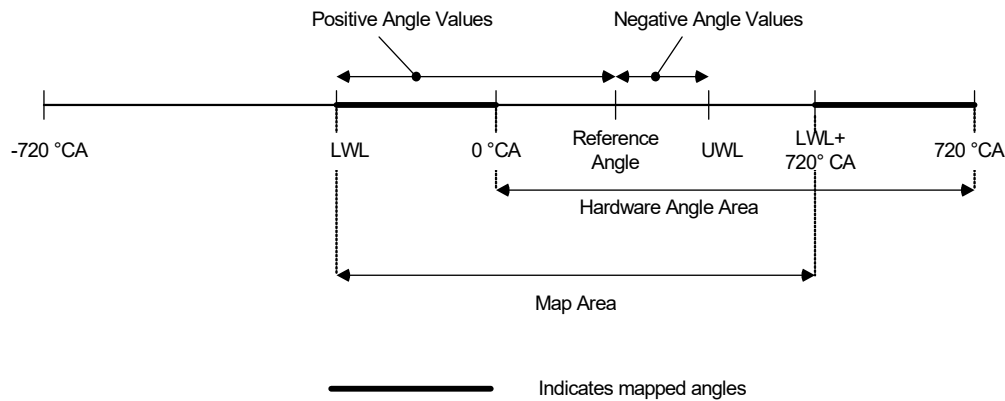 Positive Angle Values
Negative Angle Values
-720 °CA
LWL
0 °CA
Reference
Angle
UWL
LWL+
720° CA
720 °CA
Hardware Angle Area
Map Area
Indicates mapped angles